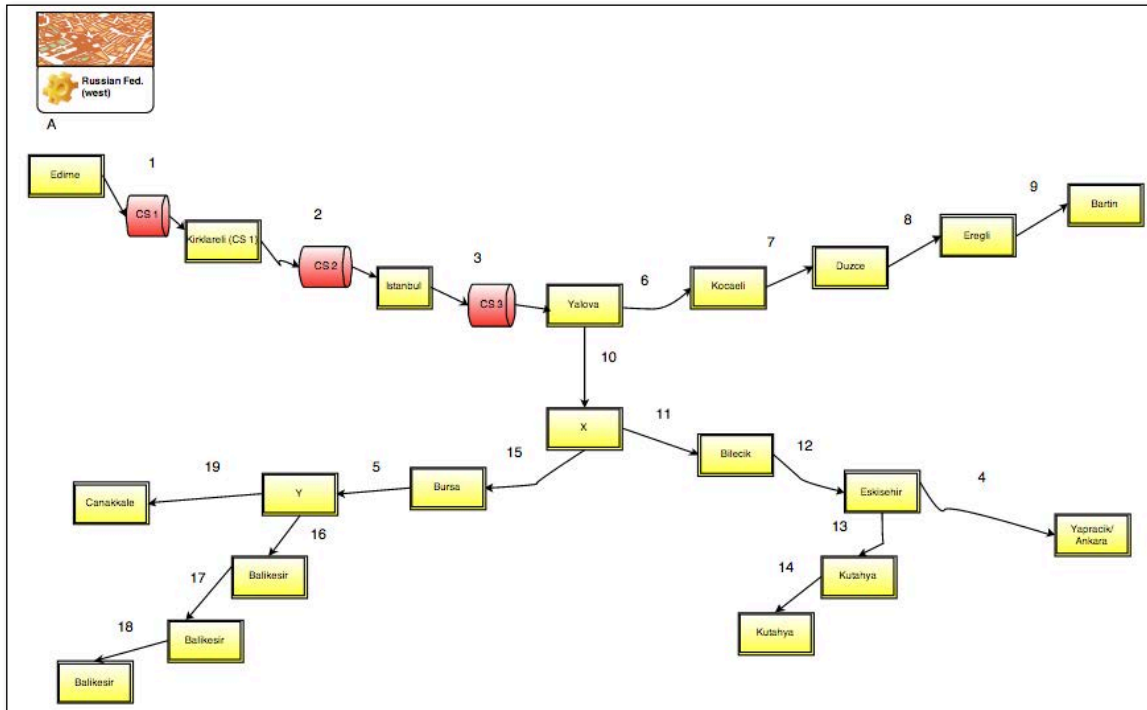 Russian Fed.
(west)
A
1
Edirne
CS 1
Kirklareli (CS 1)
2
CS 2
Istanbul
3
CS 3
Yalova
6
Kocaeli
7
Duzce
8
Eregli
9
Bartin
10
X
11
Bilecik
12
Eskisehir
4
Yapracik/
Ankara
13
Kutahya
14
Kutahya
15
Bursa
5
Y
19
Canakkale
16
Balikesir
17
Balikesir
18
Balikesir